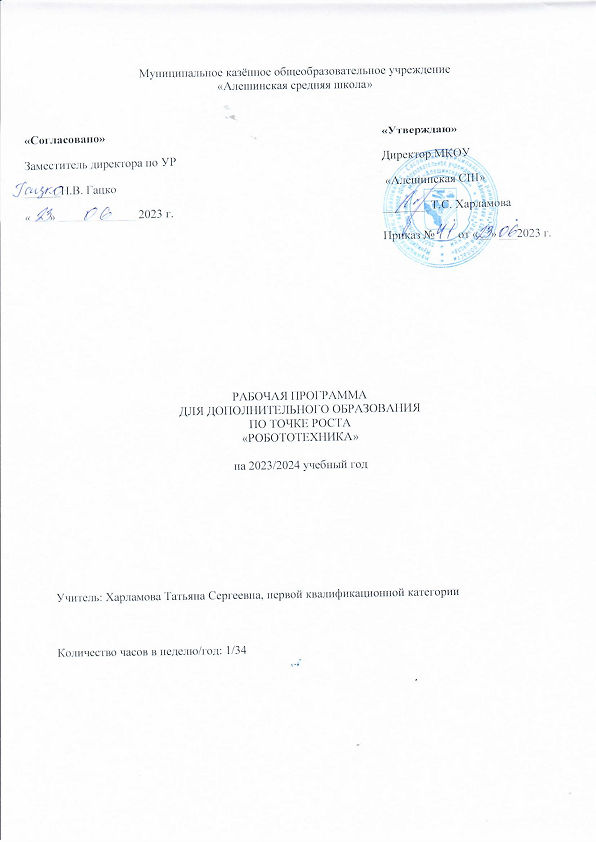 Муниципальное казённое общеобразовательное учреждение
«Алешинская средняя школа»
«Согласовано»
Заместитель директора по УР
Гацко Н.В. Гацко
« 23 » 06 2023 г.
«Утверждаю»
Директор МКОУ
«Алешинская СШ»
Т.С. Харламова
Приказ № 41 от «23» 06 2023 г.
РАБОЧАЯ ПРОГРАММА
ДЛЯ ДОПОЛНИТЕЛЬНОГО ОБРАЗОВАНИЯ
ПО ТОЧКЕ РОСТА
«РОБОТОТЕХНИКА»
на 2023/2024 учебный год
Учитель: Харламова Татьяна Сергеевна, первой квалификационной категории
Количество часов в неделю/год: 1/34